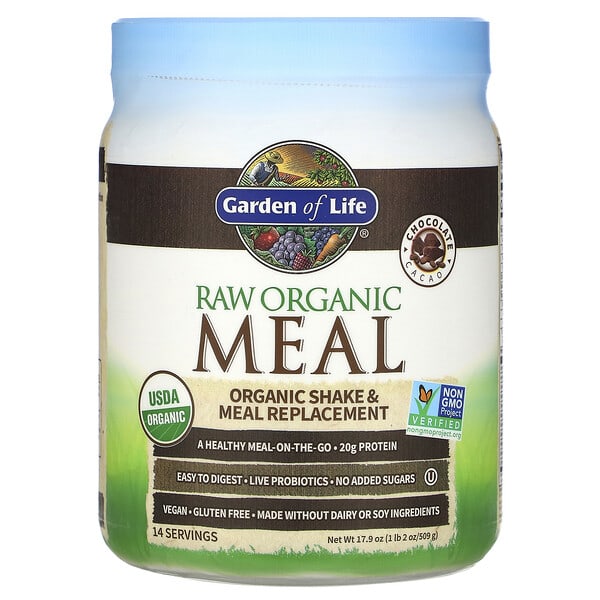 Garden of Life®
CHOCOLATE
CACAO
RAW ORGANIC
MEAL
USDA
ORGANIC
ORGANIC SHAKE &
MEAL REPLACEMENT
NON
GMO
Project
VERIFIED
nongmoproject.org
A HEALTHY MEAL-ON-THE-GO • 20g PROTEIN
EASY TO DIGEST • LIVE PROBIOTICS • NO ADDED SUGARS U
VEGAN • GLUTEN FREE • MADE WITHOUT DAIRY OR SOY INGREDIENTS
14 SERVINGS
Net Wt 17.9 oz (1 lb 2 oz/509 g)